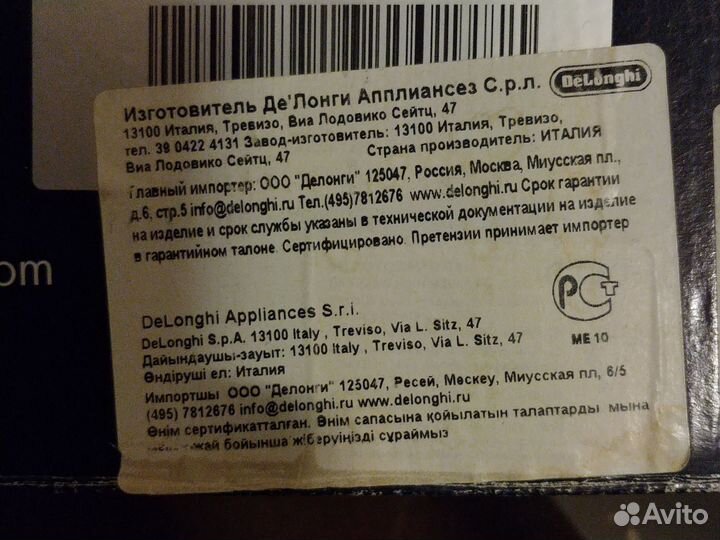 Изготовитель Де'Лонги Апплиансез С.р.л. DeLonghi
13100 Италия, Тревизо, Виа Лодовико Сейтц, 47
тел. 39 0422 4131 Завод-изготовитель: 13100 Италия, Тревизо,
Виа Лодовико Сейтц, 47 Страна производитель: ИТАЛИЯ
Главный импортер: ООО "Делонги" 125047, Россия, Москва, Миусская пл.,
д.6, стр.5 info@delonghi.ru Тел.(495)7812676 www.delonghi.ru Срок гарантии
на изделие и срок службы указаны в технической документации на изделие
в гарантийном талоне. Сертифицировано. Претензии принимает импортер
om
DeLonghi Appliances S.r.i.
DeLonghi S.p.A. 13100 Italy , Treviso, Via L. Sitz, 47
Дайындаушы-зауыт: 13100 Italy , Treviso, Via L. Sitz, 47
Өндіруші ел: Италия
РСТ
МЕ 10
Импортшы ООО "Делонги" 125047, Ресей, Мәскеу, Миусская пл, 6/5
(495) 7812676 info@delonghi.ru www.delonghi.ru
Өнім сертификатталған. Өнім сапасына қойылатын талаптарды мына
бойынша жіберуіңізді сұраймыз
Avito